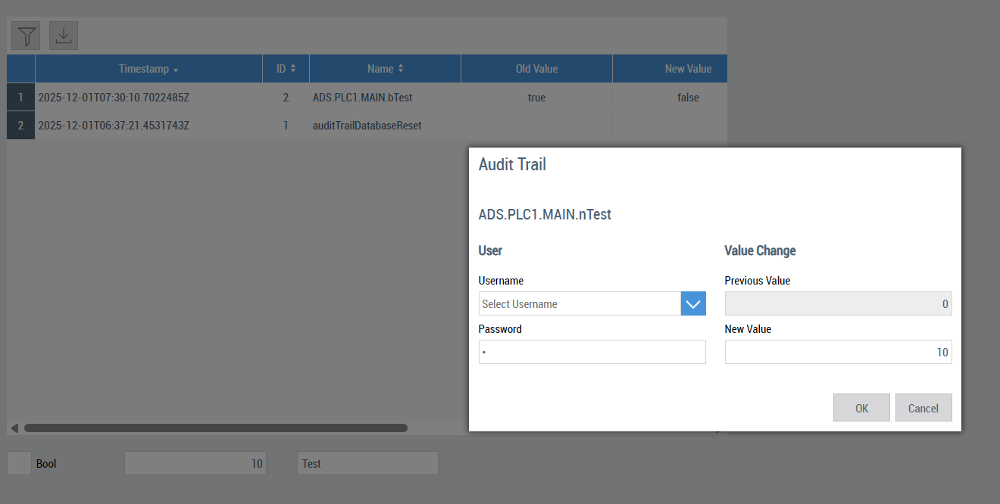 Timestamp ID Name Old Value New Value
1 2025-12-01T07:30:10.7022485Z 2 ADS.PLC1.MAIN.bTest true false
2 2025-12-01T06:37:21.4531743Z 1 auditTrailDatabaseReset
Audit Trail
ADS.PLC1.MAIN.nTest
User Value Change
Username Previous Value
Select Username 0
Password New Value
10
OK Cancel
Bool 10 Test